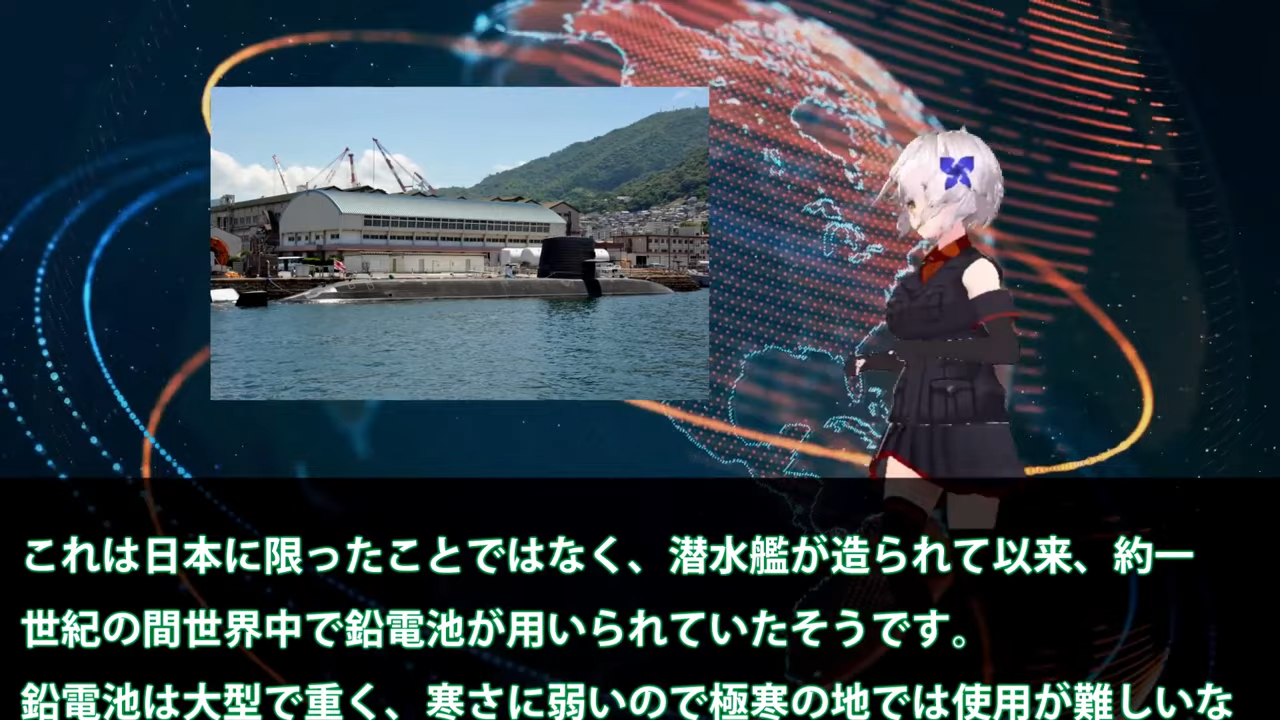 これは日本に限ったことではなく、潜水艦が造られて以来、約一
世紀の間世界中で鉛電池が用いられていたそうです。
鉛電池は大型で重く、寒さに弱いので極寒の地では使用が難しいな